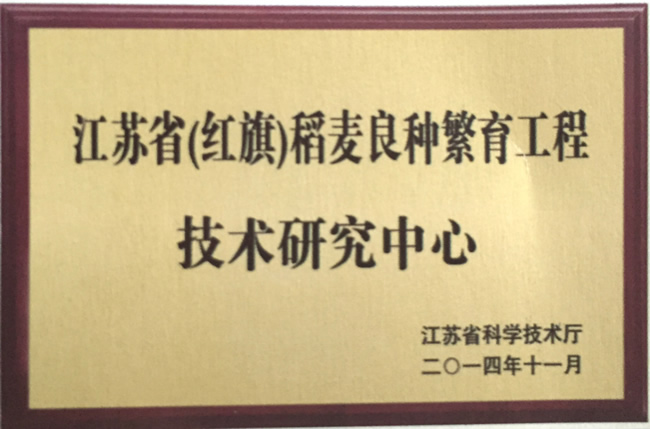 江苏省(红旗)稻麦良种繁育工程
技术研究中心
江苏省科学技术厅
二〇一四年十一月